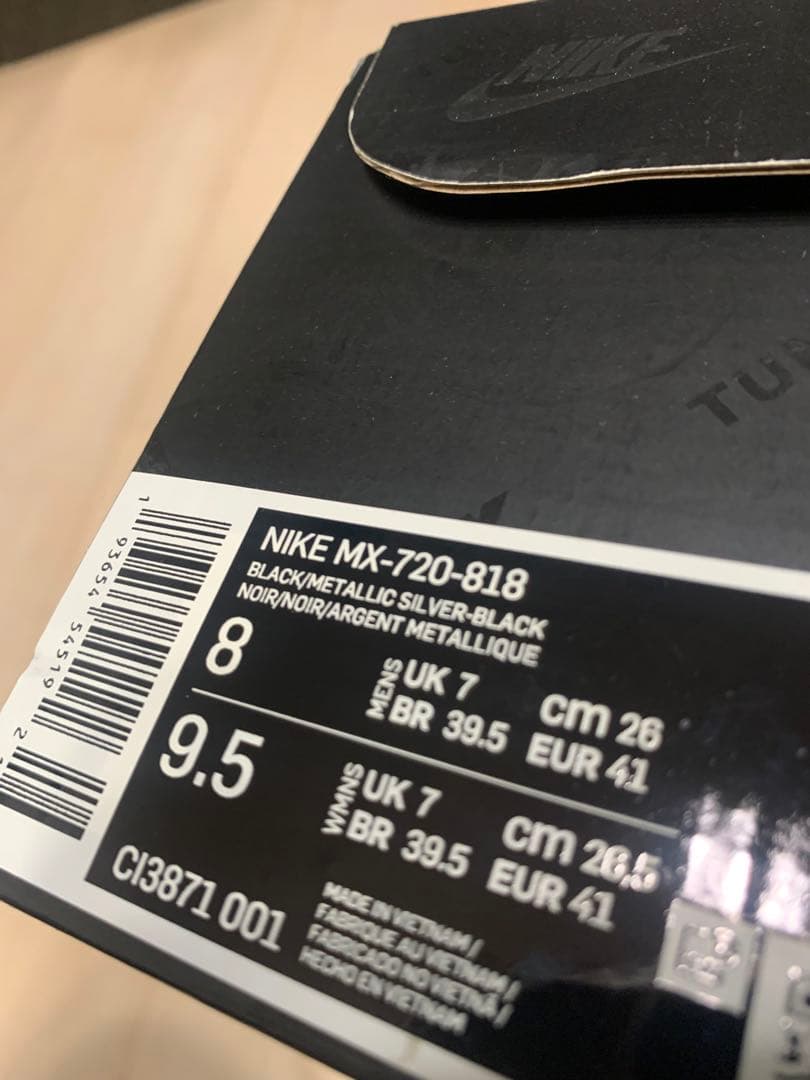 NIKE
TU
NIKE MX-720-818
BLACK/METALLIC SILVER-BLACK
NOIR/NOIR/ARGENT METALLIQUE
8
MENS
UK 7
cm 26
BR 39.5
EUR 41
9.5
WMNS
UK 7
cm 26,5
BR 39.5
EUR 41
CI3871 001
MADE IN VIETNAM /
FABRIQUE AU VIETNAM /
FABRICADO NO VIETNÃ /
HECHO EN VIETNAM
1 93654 54519 2